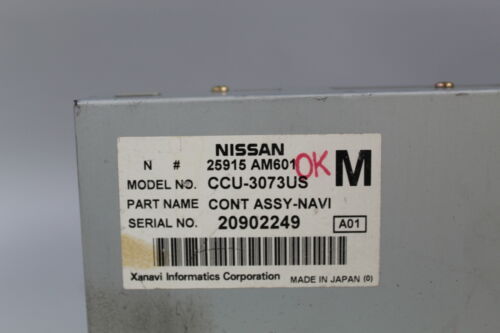 NISSAN
N # 25915 AM601 OK M
MODEL NO. CCU-3073US
PART NAME CONT ASSY-NAVI
SERIAL NO. 20902249 A01
Xanavi Informatics Corporation MADE IN JAPAN (0)